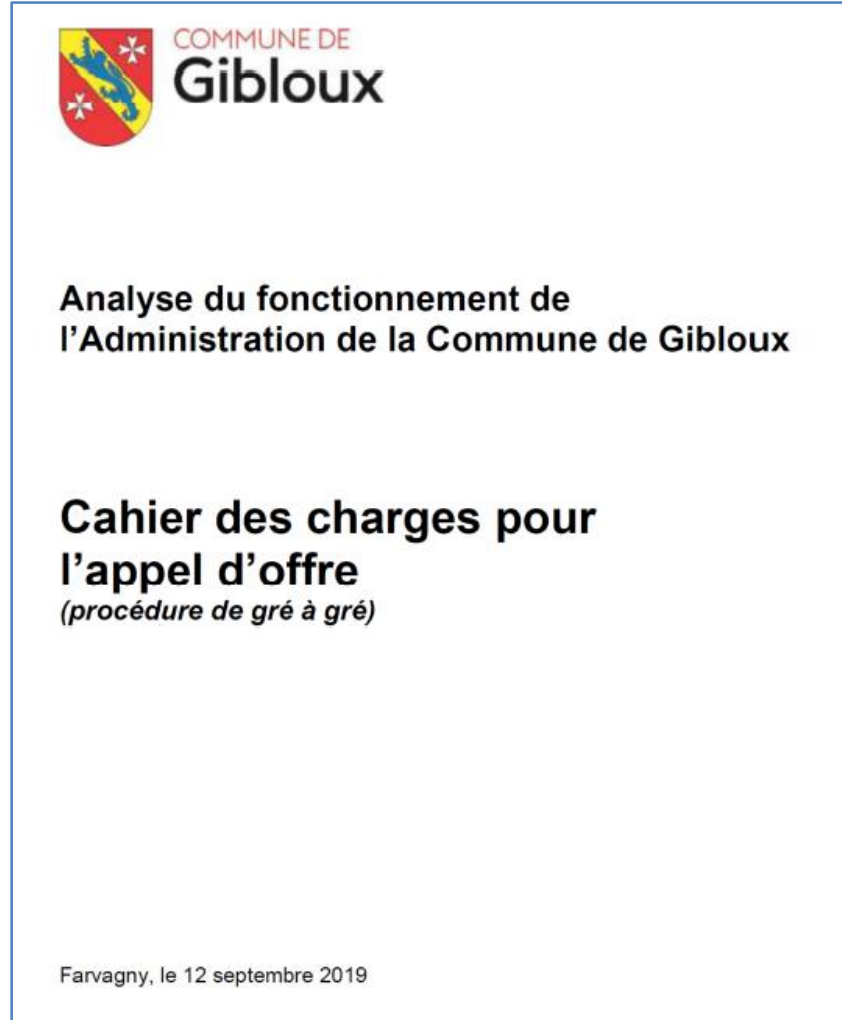 COMMUNE DE
Gibloux
Analyse du fonctionnement de
l’Administration de la Commune de Gibloux
Cahier des charges pour
l’appel d’offre
(procédure de gré à gré)
Farvagny, le 12 septembre 2019